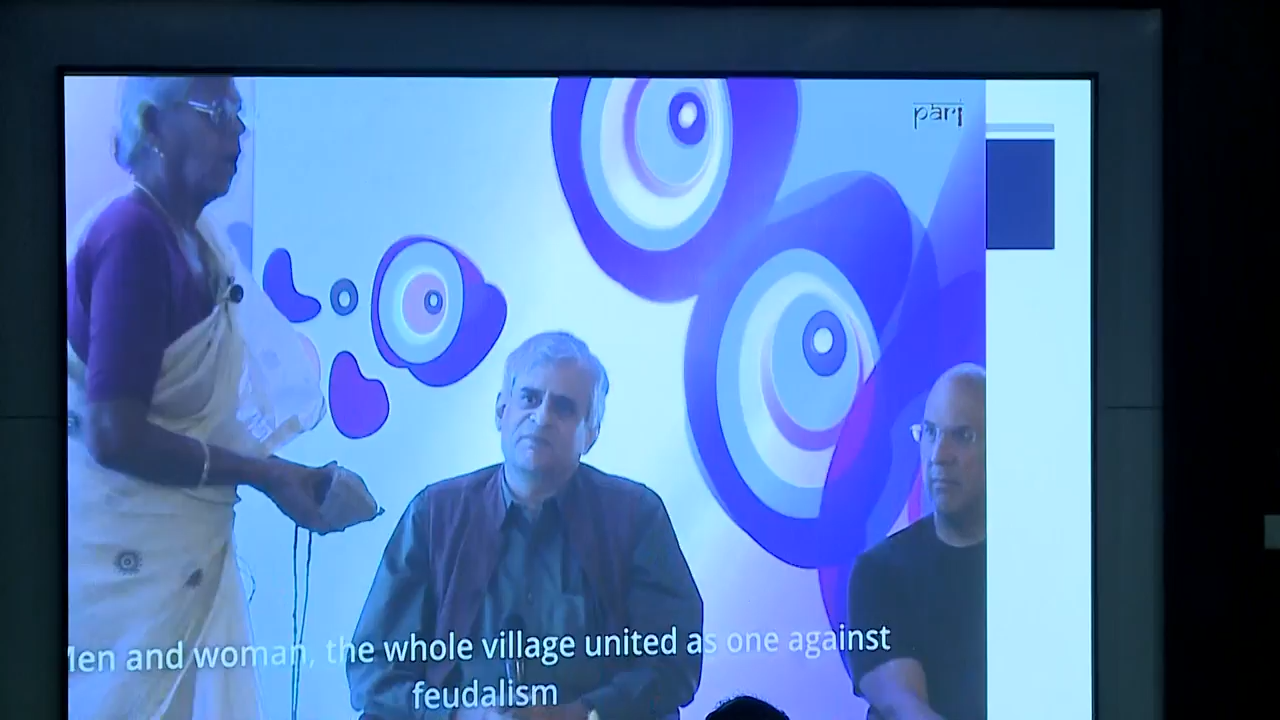 pari
Men and woman, the whole village united as one against
feudalism